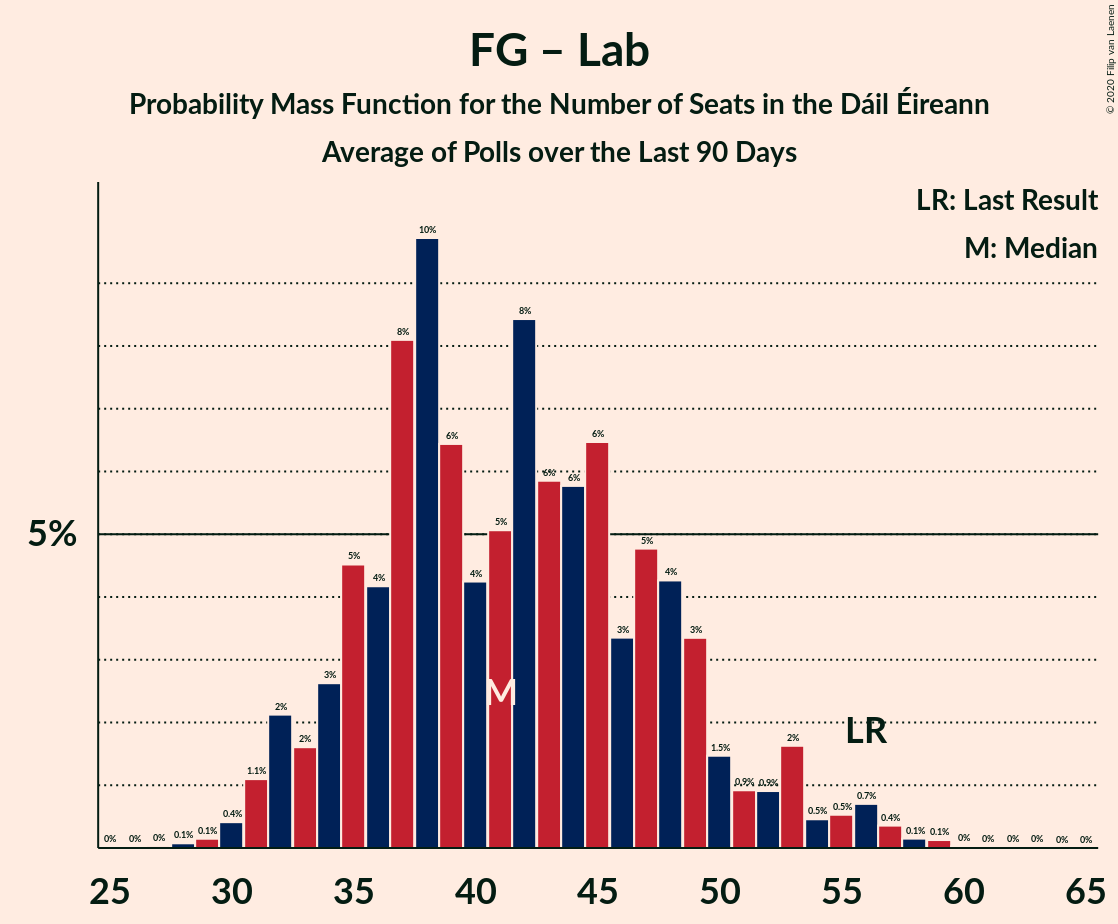 FG – Lab
Probability Mass Function for the Number of Seats in the Dáil Éireann
Average of Polls over the Last 90 Days
© 2020 Filip van Laenen
LR: Last Result
M: Median
5%
0% 0% 0% 0.1% 0.1% 0.4% 1.1% 2% 2% 3% 5% 4% 8% 10% 6% 4% 5% 8% 6% 6% 6% 3% 5% 4% 3% 1.5% 0.9% 0.9% 2% 0.5% 0.5% 0.7% 0.4% 0.1% 0.1% 0% 0% 0% 0% 0% 0%
M
LR
25 30 35 40 45 50 55 60 65